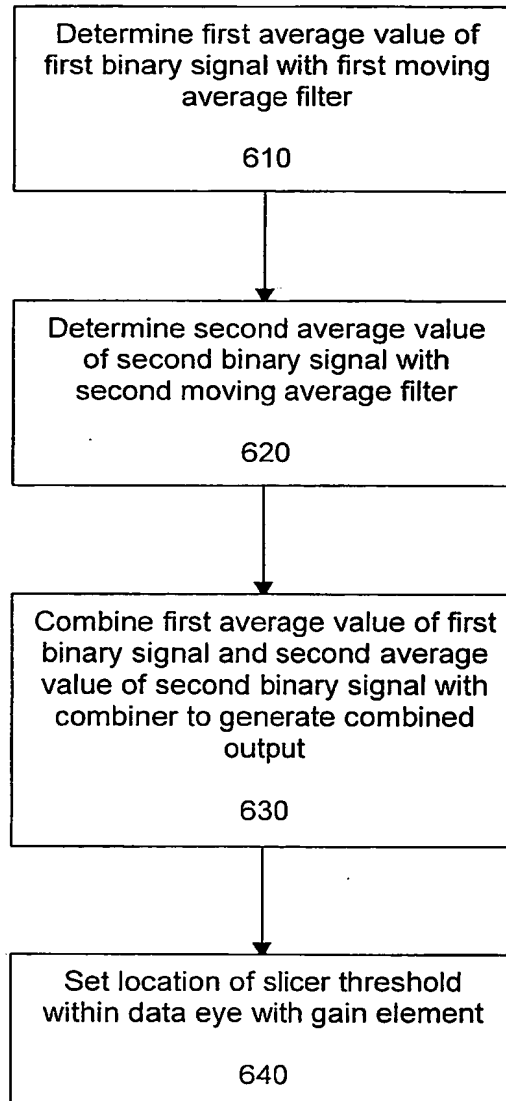 Determine first average value of
first binary signal with first moving
average filter
610
Determine second average value
of second binary signal with
second moving average filter
620
Combine first average value of first
binary signal and second average
value of second binary signal with
combiner to generate combined
output
630
Set location of slicer threshold
within data eye with gain element
640